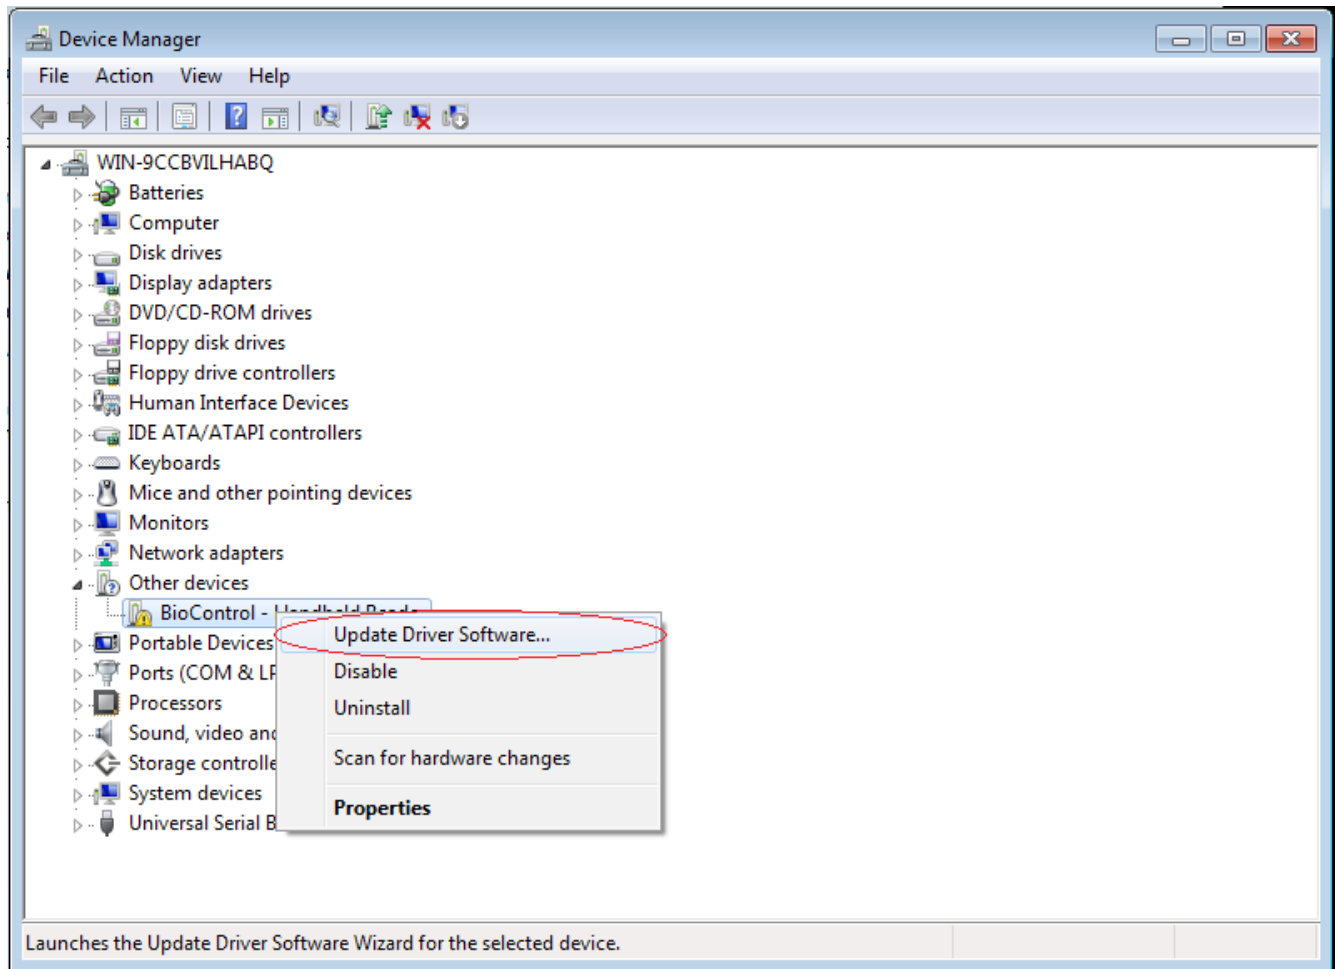 Device Manager
File Action View Help
WIN-9CCBVILHABQ
Batteries
Computer
Disk drives
Display adapters
DVD/CD-ROM drives
Floppy disk drives
Floppy drive controllers
Human Interface Devices
IDE ATA/ATAPI controllers
Keyboards
Mice and other pointing devices
Monitors
Network adapters
Other devices
BioControl - Handheld
Update Driver Software...
Portable Devices
Disable
Ports (COM &
Processors
Uninstall
Sound, video
Scan for hardware changes
Storage
System devices
Properties
Universal Serial
Launches the Update Driver Software Wizard for the selected device.